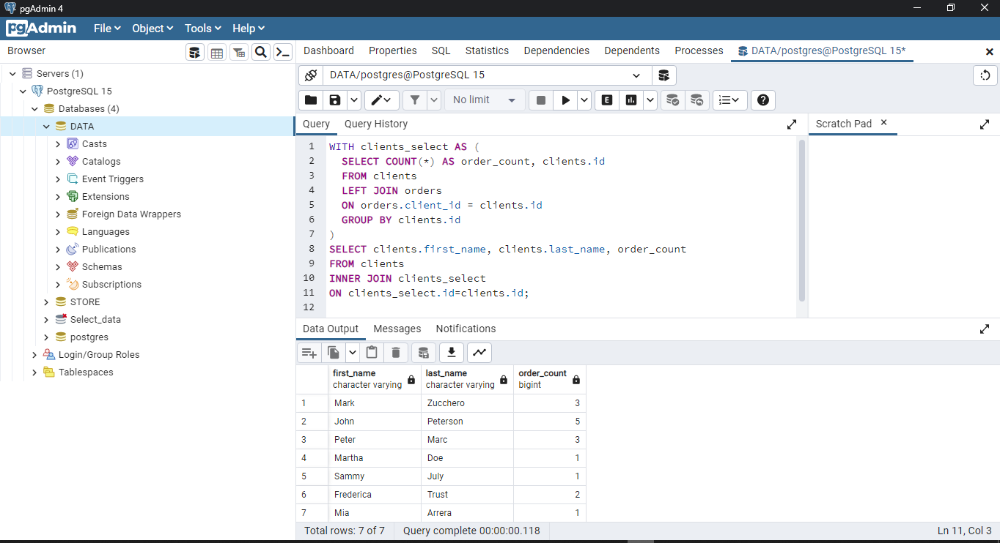 pgAdmin 4
pgAdmin File Object Tools Help
Browser
Servers (1)
PostgreSQL 15
Databases (4)
DATA
Casts
Catalogs
Event Triggers
Extensions
Foreign Data Wrappers
Languages
Publications
Schemas
Subscriptions
STORE
Select_data
postgres
Login/Group Roles
Tablespaces
Dashboard Properties SQL Statistics Dependencies Dependents Processes DATA/postgres@PostgreSQL 15*
DATA/postgres@PostgreSQL 15
No limit E
Query Query History
Scratch Pad
1 WITH clients_select AS (
2 SELECT COUNT(*) AS order_count, clients.id
3 FROM clients
4 LEFT JOIN orders
5 ON orders.client_id = clients.id
6 GROUP BY clients.id
7 )
8 SELECT clients.first_name, clients.last_name, order_count
9 FROM clients
10 INNER JOIN clients_select
11 ON clients_select.id=clients.id;
12
Data Output Messages Notifications
first_name last_name order_count
character varying character varying bigint
1 Mark Zucchero 3
2 John Peterson 5
3 Peter Marc 3
4 Martha Doe 1
5 Sammy July 1
6 Frederica Trust 2
7 Mia Arrera 1
Total rows: 7 of 7 Query complete 00:00:00.118 Ln 11, Col 3